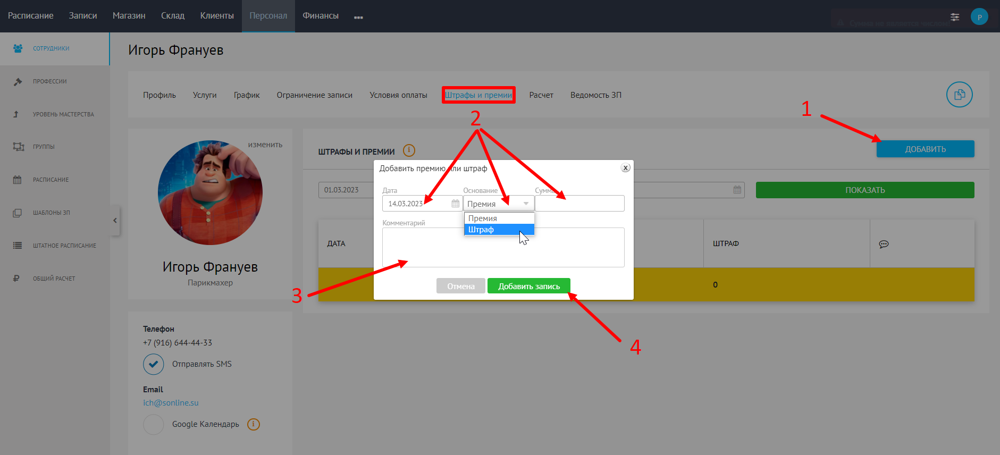 Расписание Записи Магазин Склад Клиенты Персонал Финансы
Сумма не является числом!
Р
СОТРУДНИКИ
ПРОФЕССИИ
УРОВЕНЬ МАСТЕРСТВА
ГРУППЫ
РАСПИСАНИЕ
ШАБЛОНЫ ЗП
ШТАТНОЕ РАСПИСАНИЕ
ОБЩИЙ РАСЧЕТ
Игорь Франуев
Профиль Услуги График Ограничение записи Условия оплаты Штрафы и премии Расчет Ведомость ЗП
1
2
изменить
Игорь Франуев
Парикмахер
Телефон
+7 (916) 644-44-33
Отправлять SMS
Email
ich@sonline.su
Google Календарь
i
ШТРАФЫ И ПРЕМИИ
i
ДОБАВИТЬ
01.03.2023
ПОКАЗАТЬ
ДАТА
ШТРАФ
0
Добавить премию или штраф
x
Дата Основание Сумма
14.03.2023 Премия
Премия
Штраф
Комментарий
3
Отмена Добавить запись
4